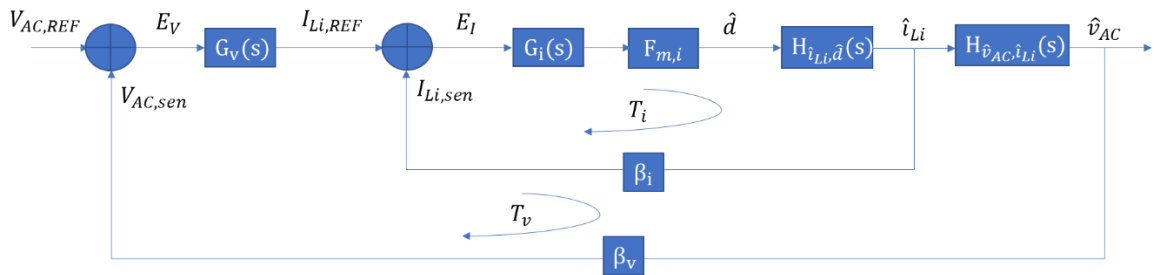 V_{AC,REF} E_V G_v(s) I_{Li,REF} E_I G_i(s) F_{m,i} \hat{d} H_{\hat{i}_{Li},\hat{d}}(s) \hat{i}_{Li} H_{\hat{v}_{AC},\hat{i}_{Li}}(s) \hat{v}_{AC}
V_{AC,sen} I_{Li,sen}
T_i
β_i
T_v
β_v